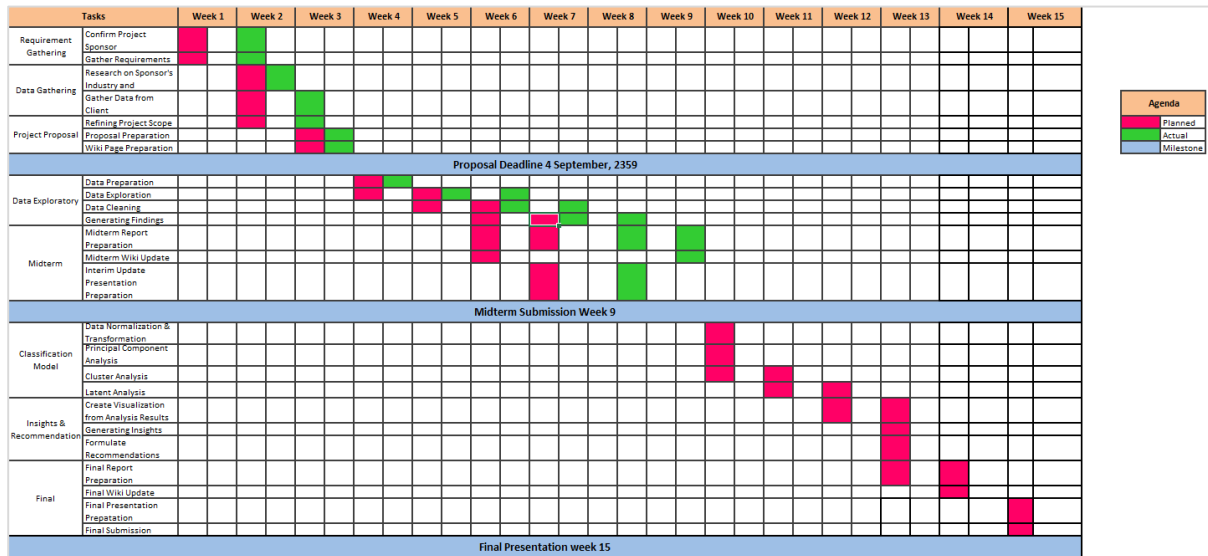 Tasks Week 1 Week 2 Week 3 Week 4 Week 5 Week 6 Week 7 Week 8 Week 9 Week 10 Week 11 Week 12 Week 13 Week 14 Week 15
Requirement
Gathering
Confirm Project
Sponsor
Gather Requirements
Data Gathering
Research on Sponsor's
Industry and
Gather Data from
Client
Project Proposal
Refining Project Scope
Proposal Preparation
Wiki Page Preparation
Proposal Deadline 4 September, 2359
Data Exploratory
Data Preparation
Data Exploration
Data Cleaning
Generating Findings
Midterm
Midterm Report
Preparation
Midterm Wiki Update
Interim Update
Presentation
Preparation
Midterm Submission Week 9
Classification
Model
Data Normalization &
Transformation
Principal Component
Analysis
Cluster Analysis
Latent Analysis
Insights &
Recommendation
Create Visualization
from Analysis Results
Generating Insights
Formulate
Recommendations
Final
Final Report
Preparation
Final Wiki Update
Final Presentation
Prepatation
Final Submission
Final Presentation week 15
Agenda
Planned
Actual
Milestone